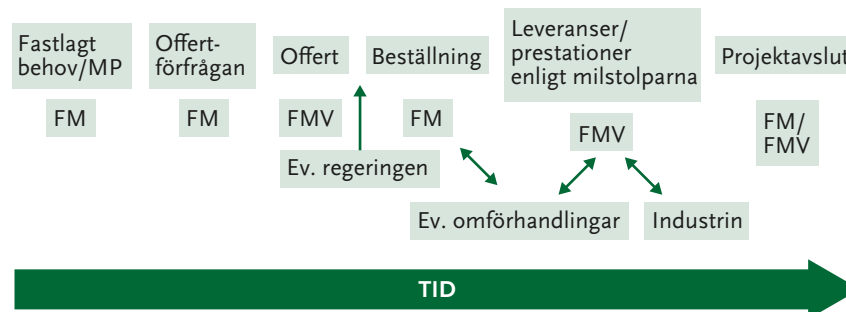 Fastlagt
behov/MP
Offert-
förfrågan
Offert
Beställning
Leveranser/
prestationer
enligt milstolparna
Projektavslut
FM
FM
FMV
FM
FMV
FM/
FMV
Ev. regeringen
Ev. omförhandlingar
Industrin
TID